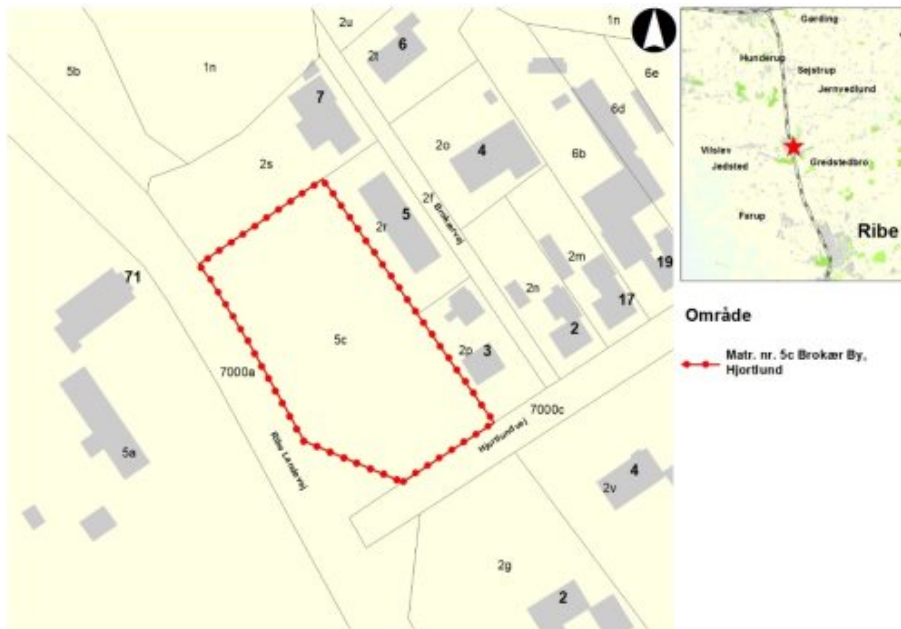 5b
1n
2u
2t
6
7
2s
2o
4
6b
6d
6e
1n
5
2r
2f
Brokærvej
71
5c
7000a
2p
3
2n
2m
2
17
19
7000c
Hjortlundvej
Ribe Landevej
5a
4
2v
2g
2
Gørding
Hunderup
Sejstrup
Jernvedlund
Vilslev
Jedsted
Gredstedbro
Farup
Ribe
Område
Matr. nr. 5c Brokær By,
Hjortlund